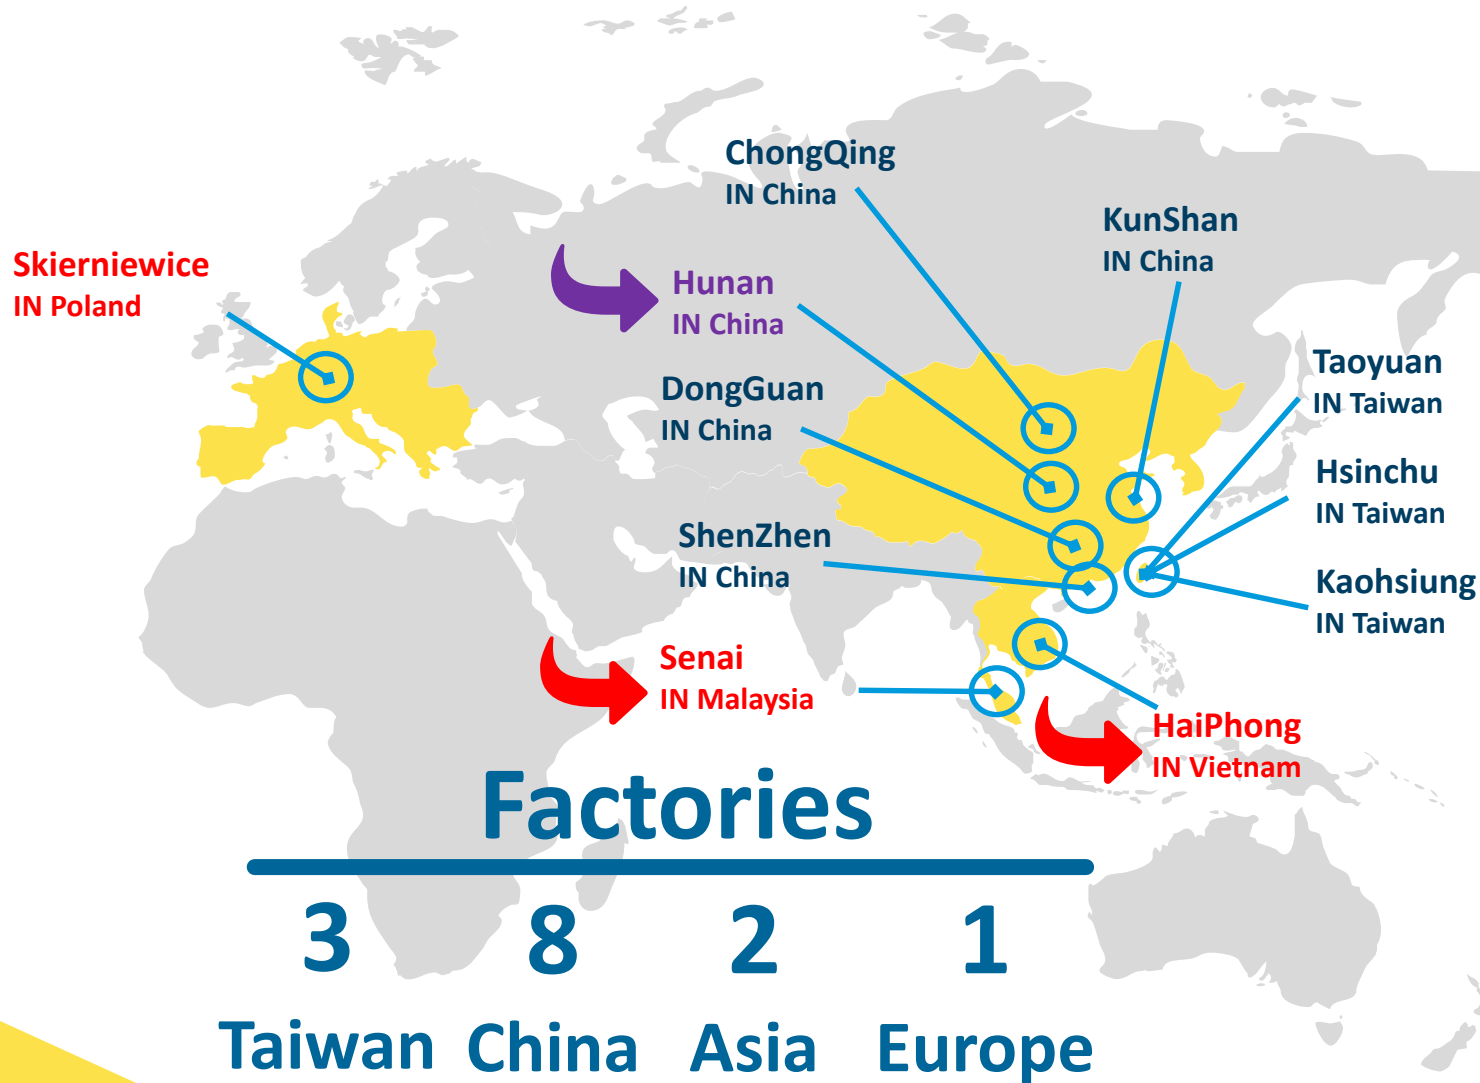 ChongQing
IN China
KunShan
IN China
Skierniewice
IN Poland
Hunan
IN China
Taoyuan
IN Taiwan
DongGuan
IN China
Hsinchu
IN Taiwan
ShenZhen
IN China
Kaohsiung
IN Taiwan
Senai
IN Malaysia
HaiPhong
IN Vietnam
Factories
3 8 2 1
Taiwan China Asia Europe